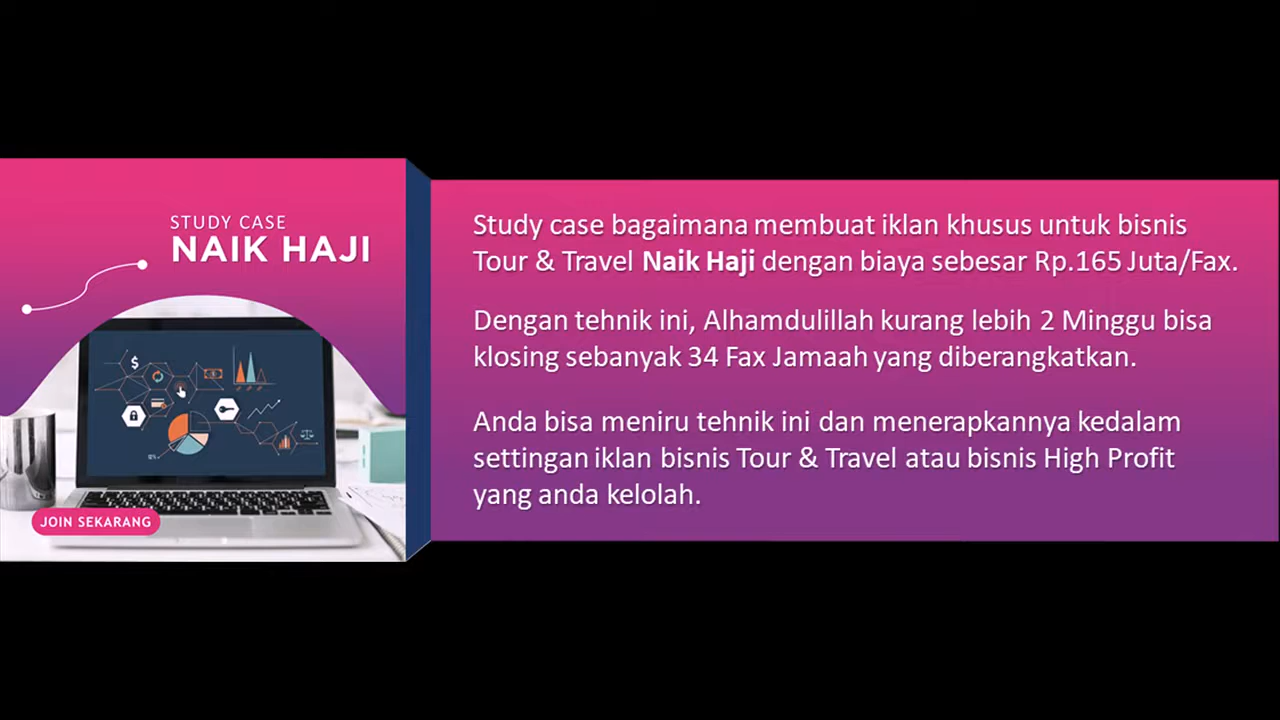 STUDY CASE
NAIK HAJI
JOIN SEKARANG
Study case bagaimana membuat iklan khusus untuk bisnis
Tour & Travel Naik Haji dengan biaya sebesar Rp.165 Juta/Fax.
Dengan tehnik ini, Alhamdulillah kurang lebih 2 Minggu bisa
klosing sebanyak 34 Fax Jamaah yang diberangkatkan.
Anda bisa meniru tehnik ini dan menerapkannya kedalam
settingan iklan bisnis Tour & Travel atau bisnis High Profit
yang anda kelolah.